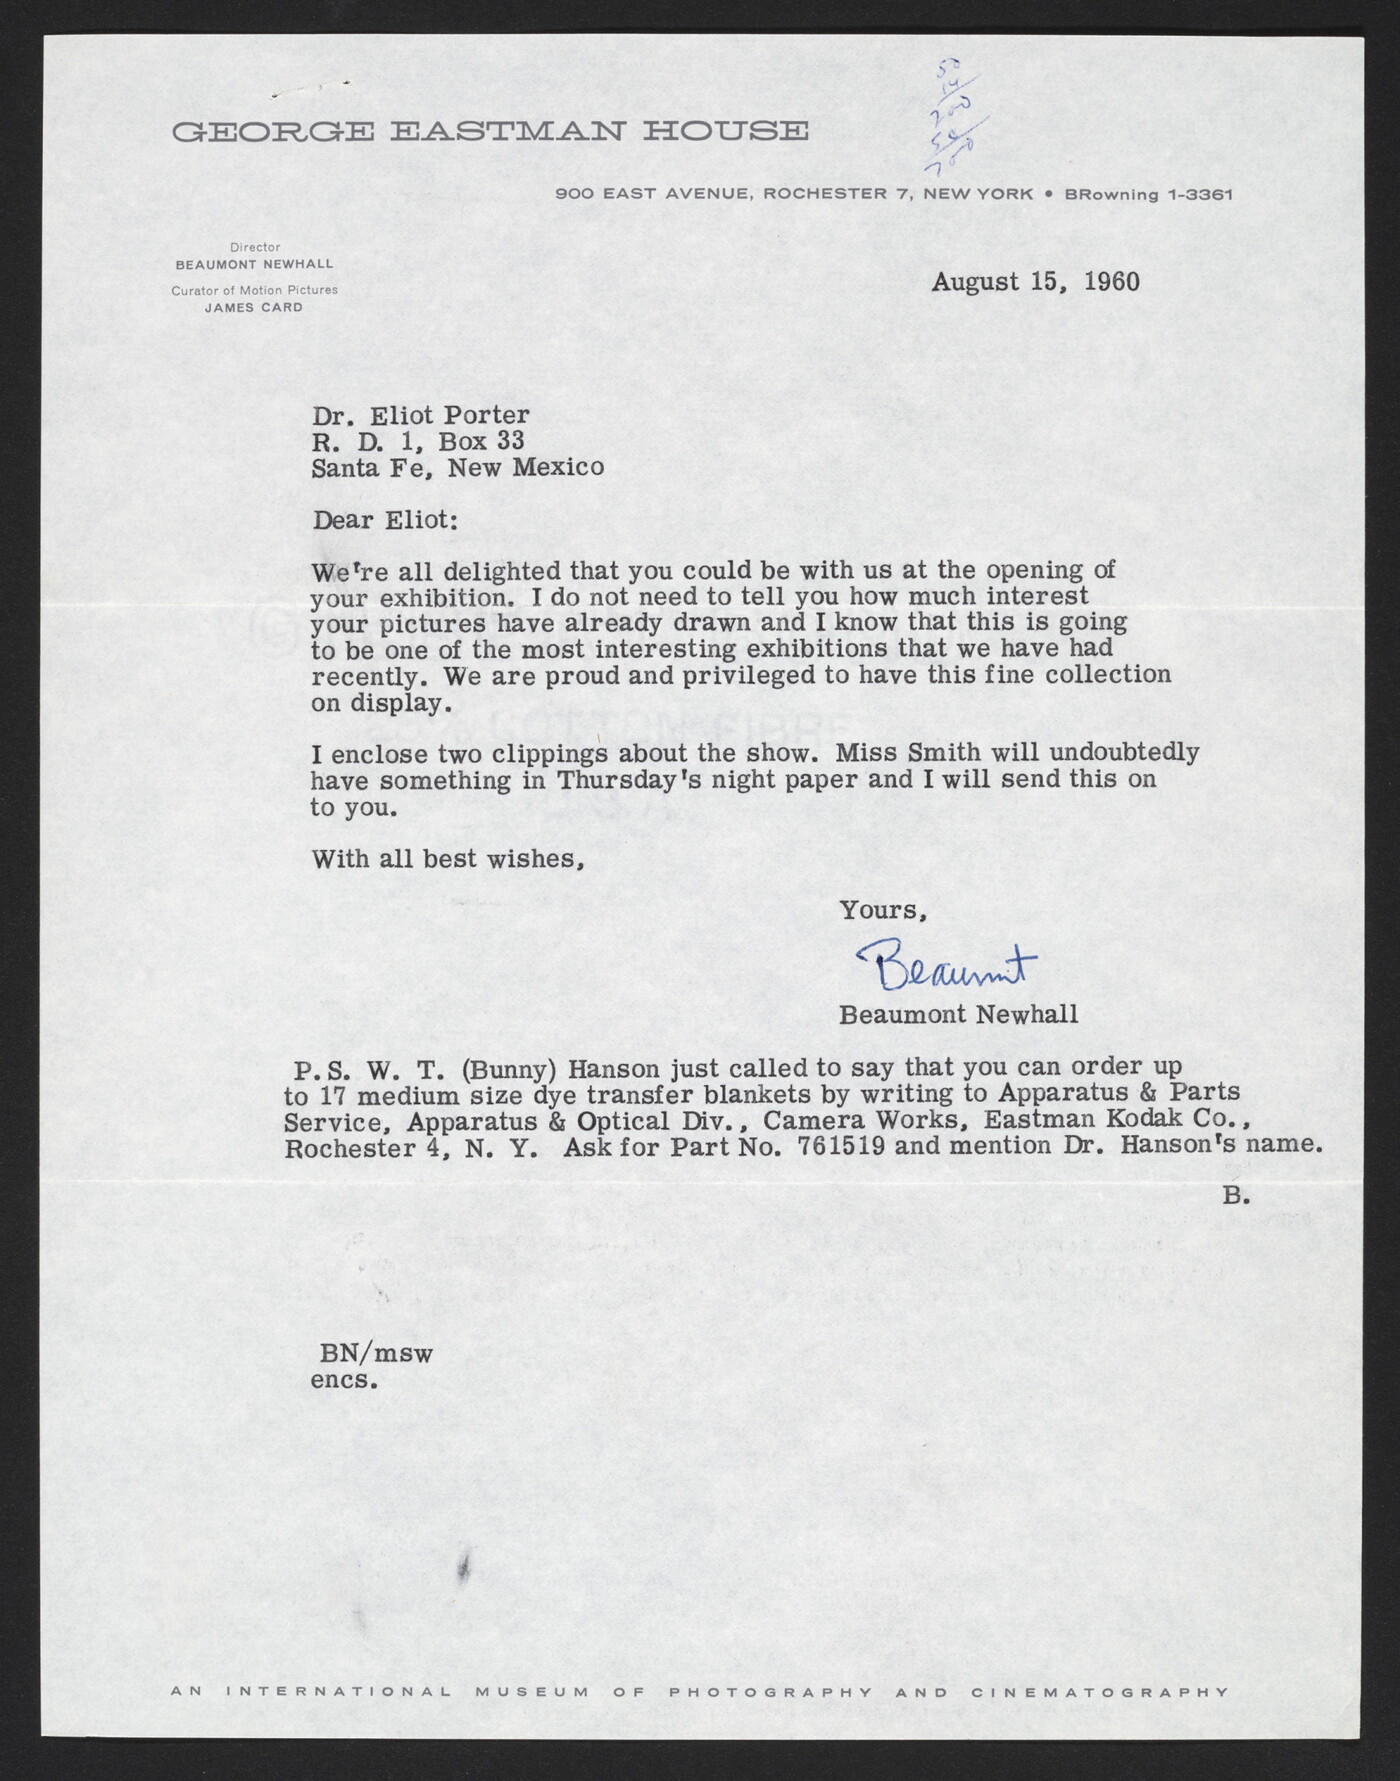 GEORGE EASTMAN HOUSE
900 EAST AVENUE, ROCHESTER 7, NEW YORK • BRowning 1-3361
Director
BEAUMONT NEWHALL
Curator of Motion Pictures
JAMES CARD
August 15, 1960
Dr. Eliot Porter
R. D. 1, Box 33
Santa Fe, New Mexico
Dear Eliot:
We're all delighted that you could be with us at the opening of
your exhibition. I do not need to tell you how much interest
your pictures have already drawn and I know that this is going
to be one of the most interesting exhibitions that we have had
recently. We are proud and privileged to have this fine collection
on display.
I enclose two clippings about the show. Miss Smith will undoubtedly
have something in Thursday's night paper and I will send this on
to you.
With all best wishes,
Yours,
Beaumont
Beaumont Newhall
P.S. W. T. (Bunny) Hanson just called to say that you can order up
to 17 medium size dye transfer blankets by writing to Apparatus & Parts
Service, Apparatus & Optical Div., Camera Works, Eastman Kodak Co.,
Rochester 4, N. Y. Ask for Part No. 761519 and mention Dr. Hanson's name.
B.
BN/msw
encs.
AN INTERNATIONAL MUSEUM OF PHOTOGRAPHY AND CINEMATOGRAPHY